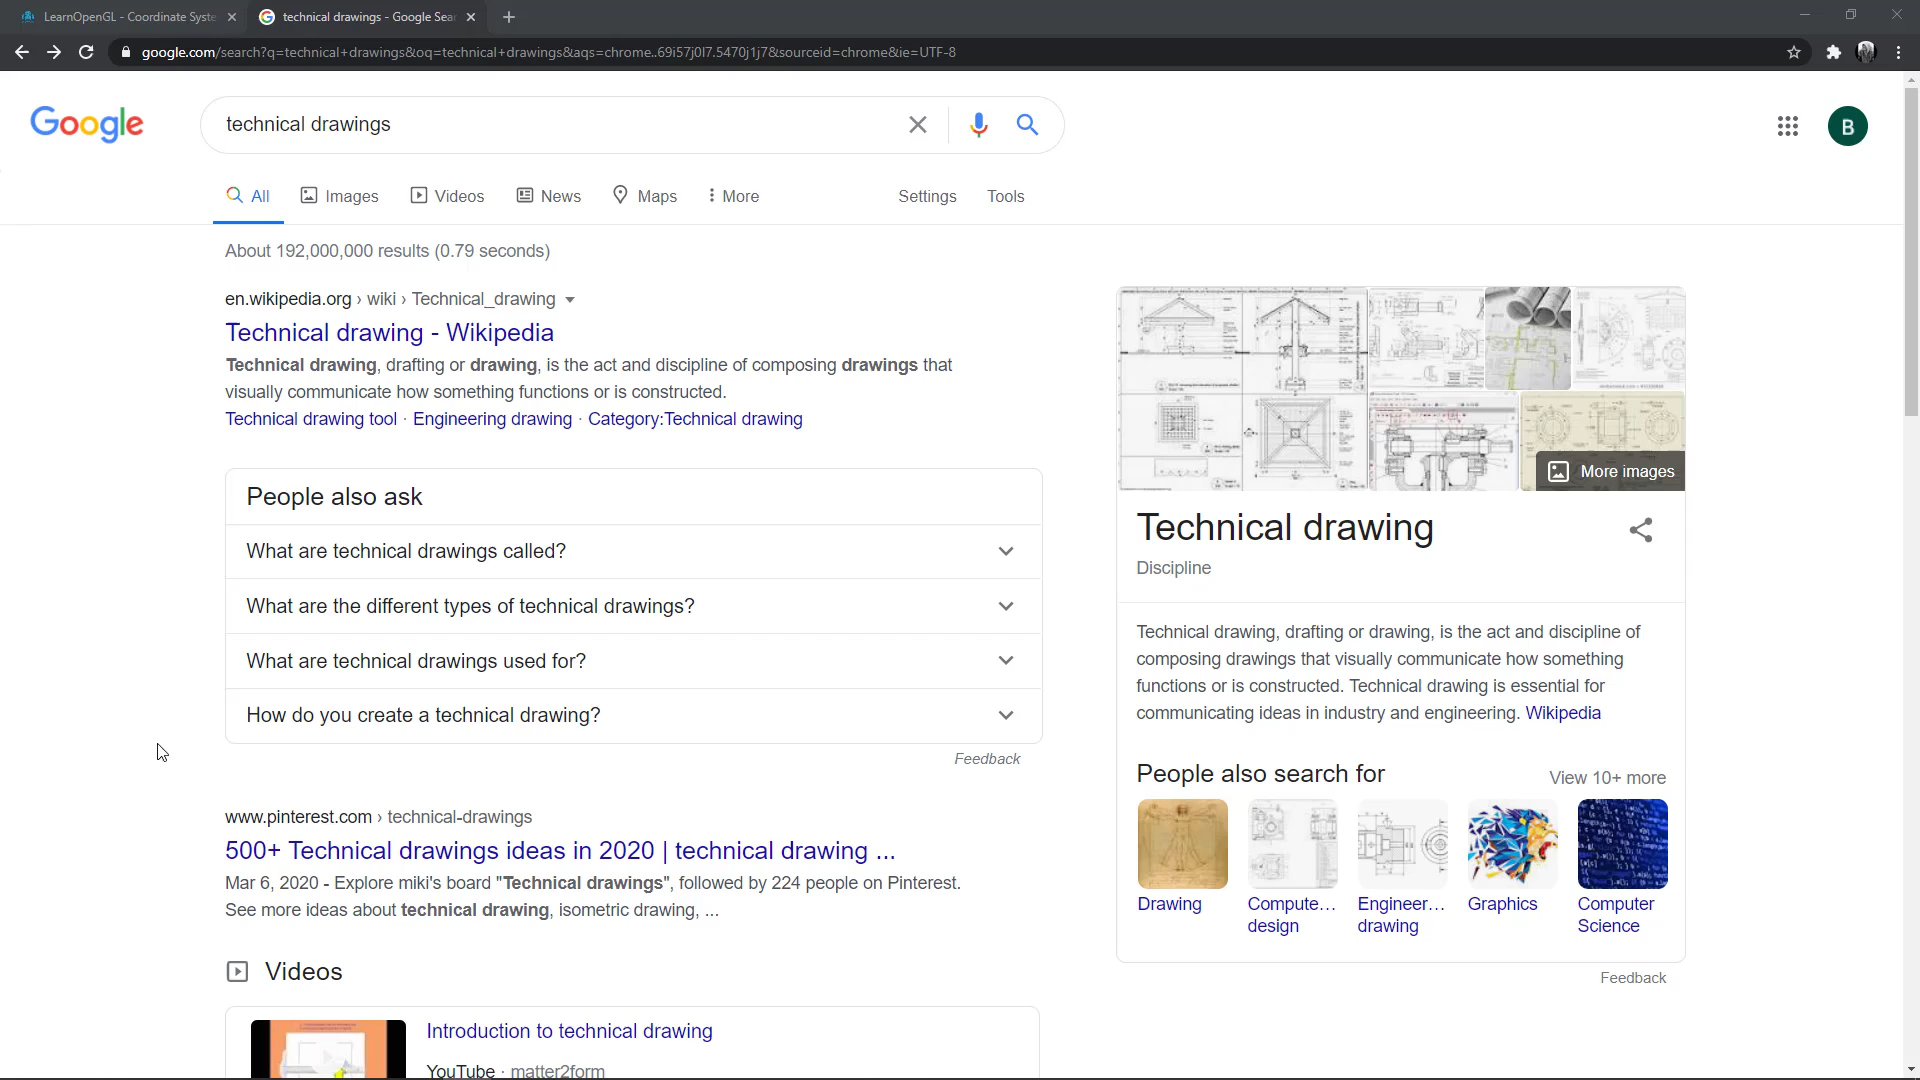 LearnOpenGL - Coordinate Syste
technical drawings - Google Sear
google.com/search?q=technical+drawings&oq=technical+drawings&aqs=chrome..69i57j0l7.5470j1j7&sourceid=chrome&ie=UTF-8
Google
technical drawings
B
All
Images
Videos
News
Maps
More
Settings
Tools
About 192,000,000 results (0.79 seconds)
en.wikipedia.org › wiki › Technical_drawing
Technical drawing - Wikipedia
Technical drawing, drafting or drawing, is the act and discipline of composing drawings that
visually communicate how something functions or is constructed.
Technical drawing tool · Engineering drawing · Category:Technical drawing
People also ask
What are technical drawings called?
What are the different types of technical drawings?
What are technical drawings used for?
How do you create a technical drawing?
Feedback
www.pinterest.com › technical-drawings
500+ Technical drawings ideas in 2020 | technical drawing ...
Mar 6, 2020 - Explore miki's board "Technical drawings", followed by 224 people on Pinterest.
See more ideas about technical drawing, isometric drawing, ...
Videos
Introduction to technical drawing
YouTube · matter2form
More images
Technical drawing
Discipline
Technical drawing, drafting or drawing, is the act and discipline of
composing drawings that visually communicate how something
functions or is constructed. Technical drawing is essential for
communicating ideas in industry and engineering. Wikipedia
People also search for
View 10+ more
Drawing
Compute...
design
Engineer...
drawing
Graphics
Computer
Science
Feedback